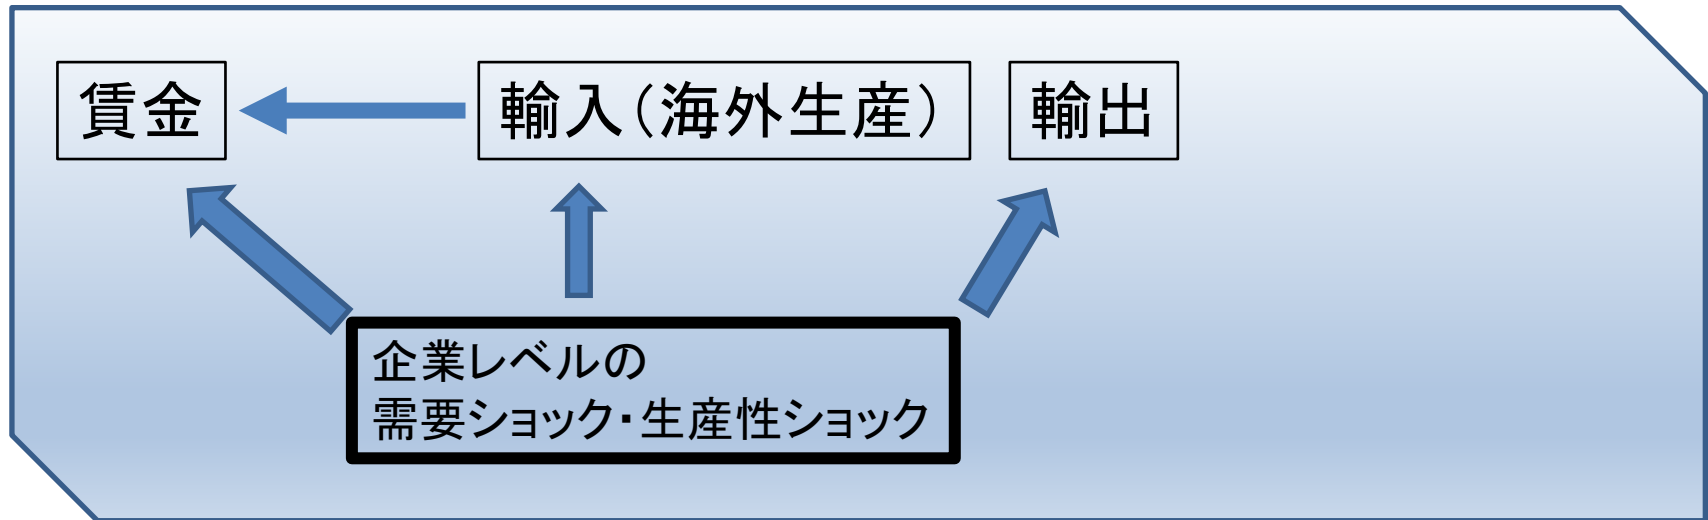 賃金
輸入(海外生産)
輸出
企業レベルの
需要ショック・生産性ショック